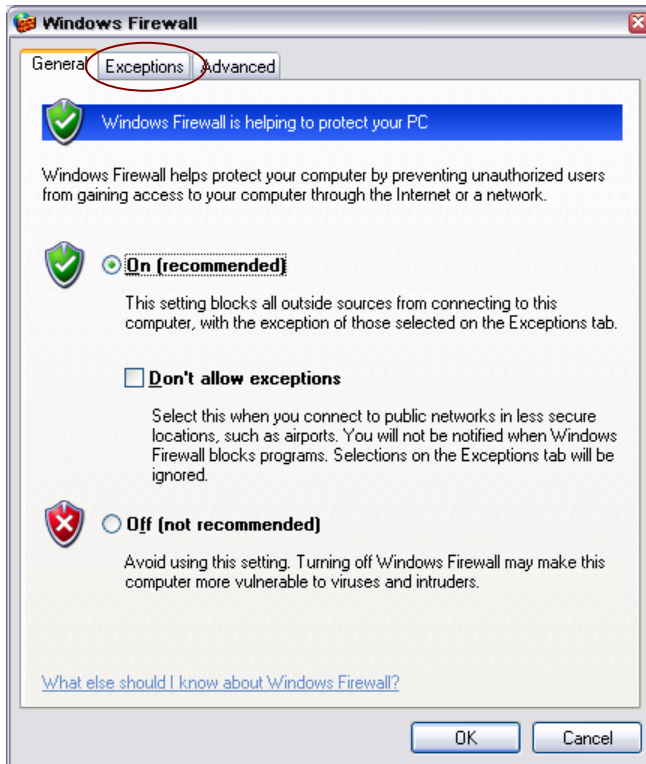 Windows Firewall
General Exceptions Advanced
Windows Firewall is helping to protect your PC
Windows Firewall helps protect your computer by preventing unauthorized users
from gaining access to your computer through the Internet or a network.
On (recommended)
This setting blocks all outside sources from connecting to this
computer, with the exception of those selected on the Exceptions tab.
Don't allow exceptions
Select this when you connect to public networks in less secure
locations, such as airports. You will not be notified when Windows
Firewall blocks programs. Selections on the Exceptions tab will be
ignored.
Off (not recommended)
Avoid using this setting. Turning off Windows Firewall may make this
computer more vulnerable to viruses and intruders.
What else should I know about Windows Firewall?
OK Cancel